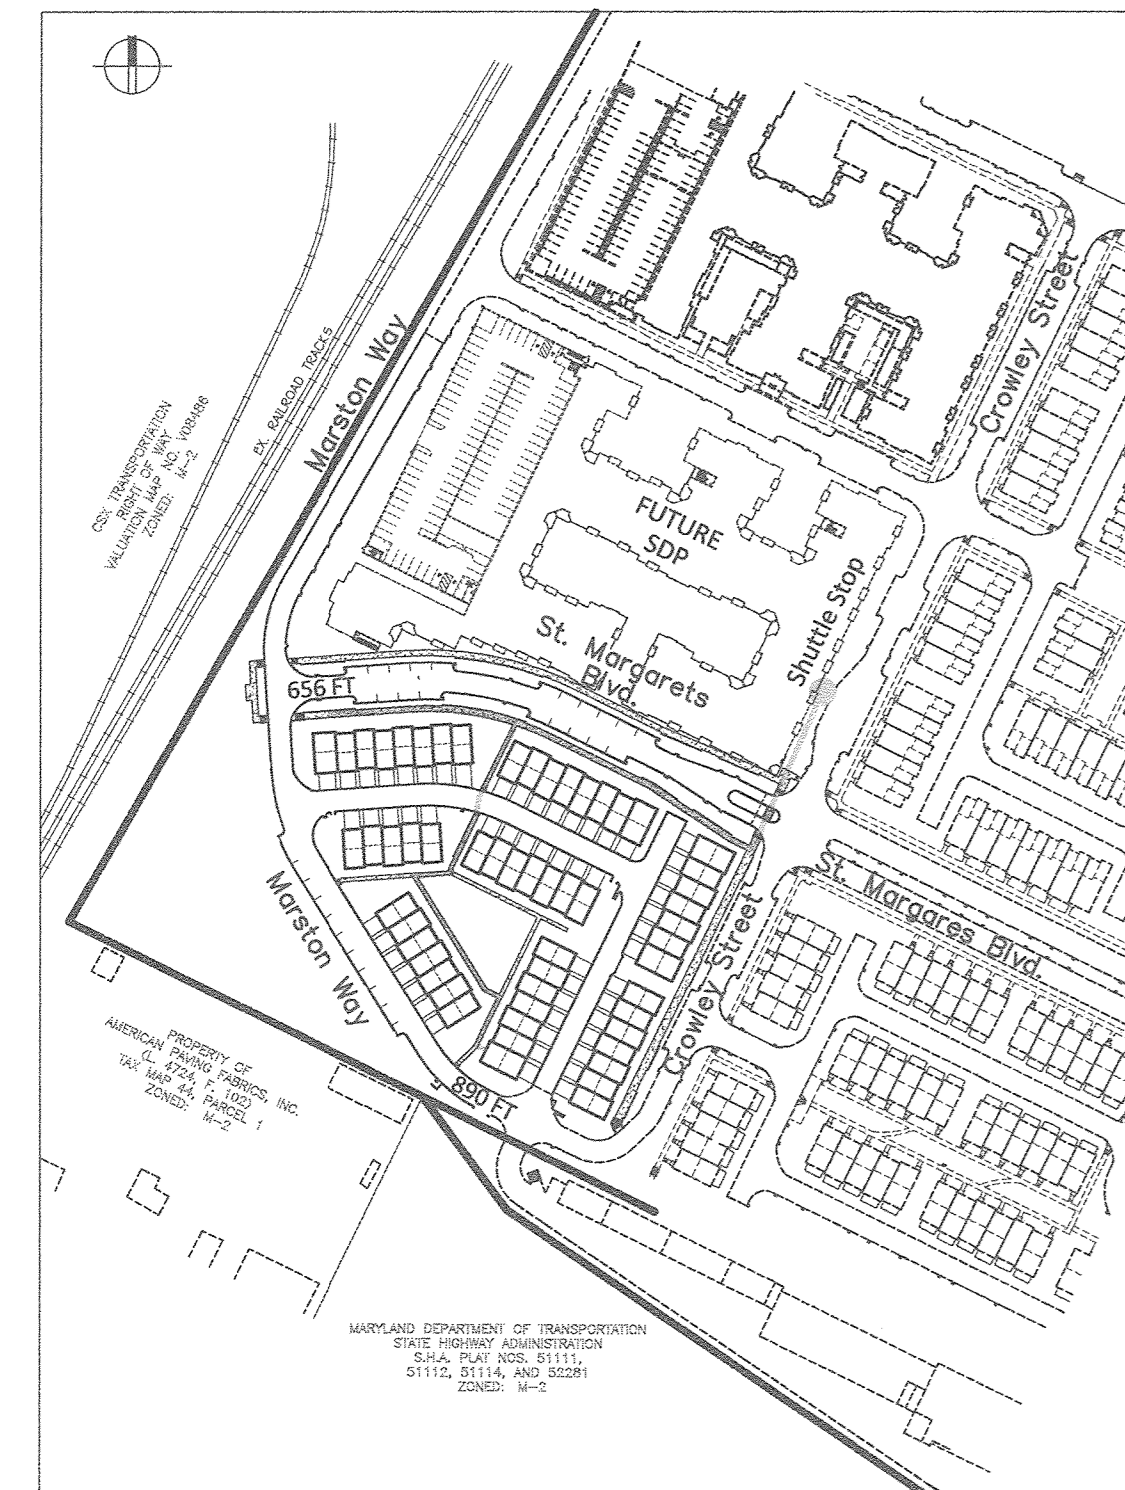 Crowley Street
Marston Way
EX. RAILROAD TRACKS
CSX TRANSPORTATION
RIGHT OF WAY
VALUATION MAP NO. V08486
ZONED: M-2
FUTURE
SDP
Shuttle Stop
St. Margarets
Blvd.
656 FT
Marston Way
St. Margares Blvd.
Crowley Street
890 FT
PROPERTY OF
AMERICAN PAVING FABRICS, INC.
(L. 4724, F. 102)
TAX MAP 44, PARCEL 1
ZONED: M-2
MARYLAND DEPARTMENT OF TRANSPORTATION
STATE HIGHWAY ADMINISTRATION
S.H.A. PLAT NOS. 51111,
51112, 51114, AND 52281
ZONED: M-2